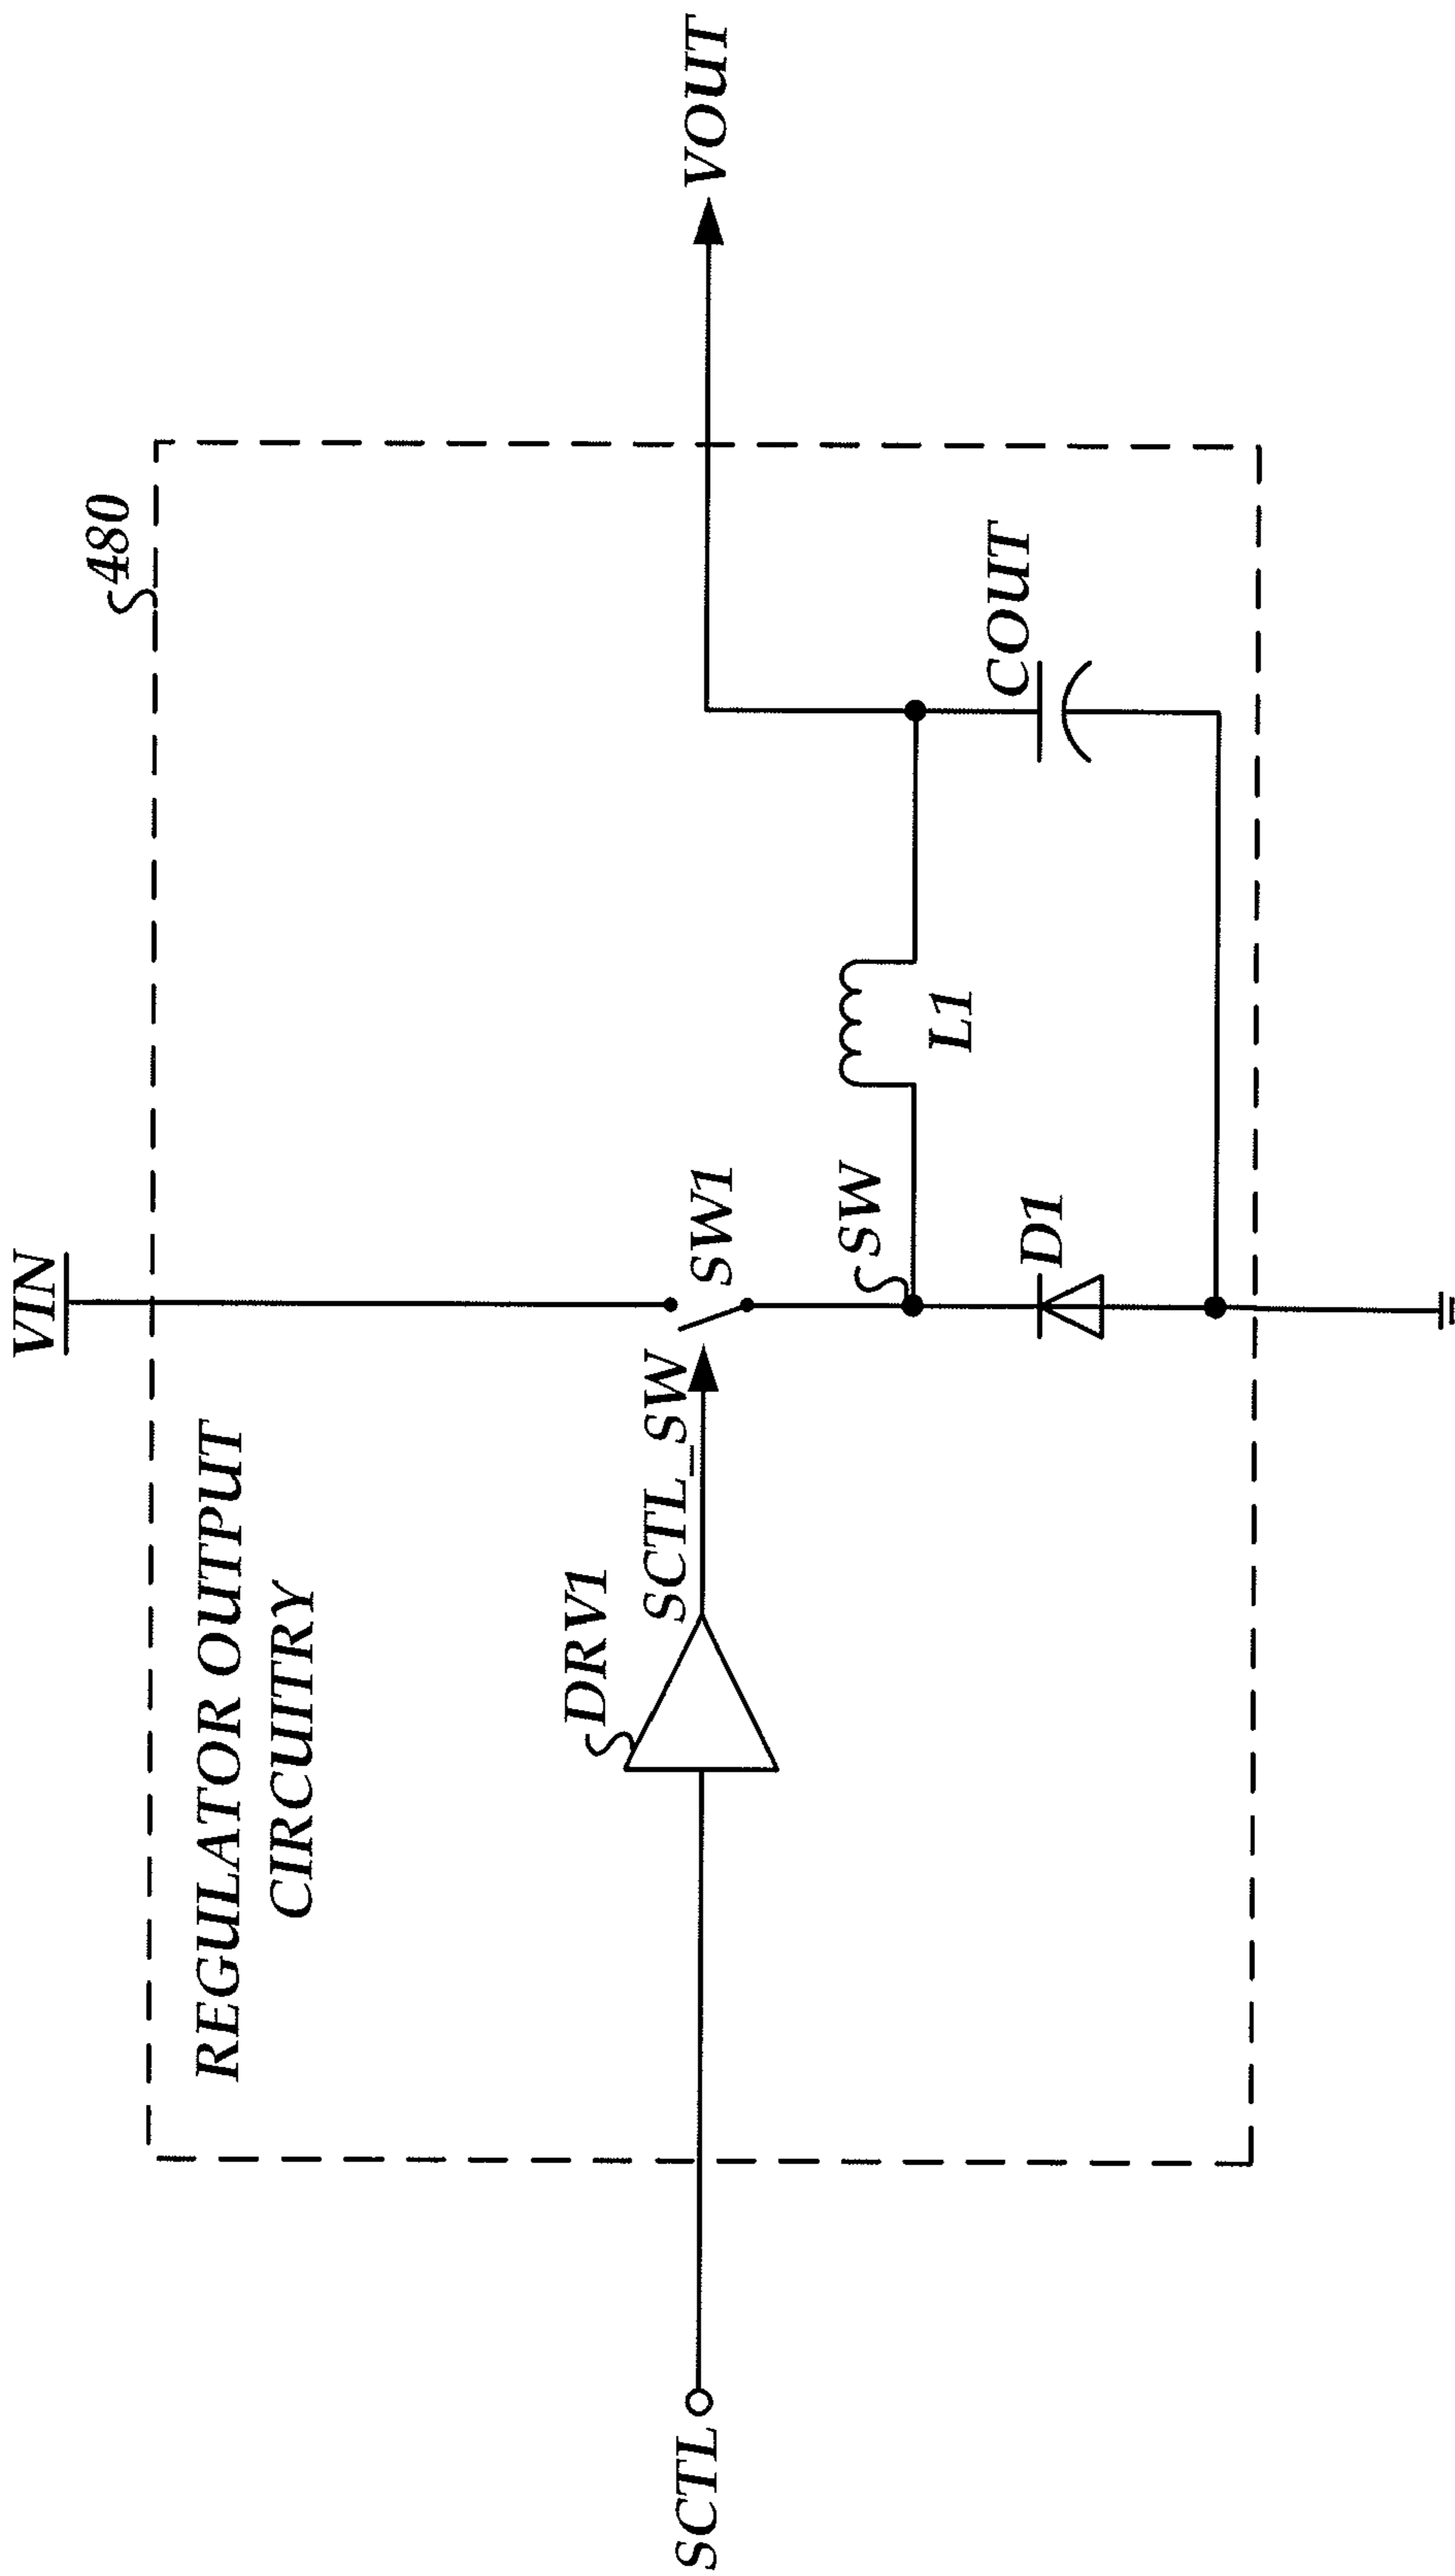 VIN
480
REGULATOR OUTPUT
CIRCUITRY
DRV1
SCTL_SW
SW1
SCTL
VOUT
SW
L1
D1
COUT